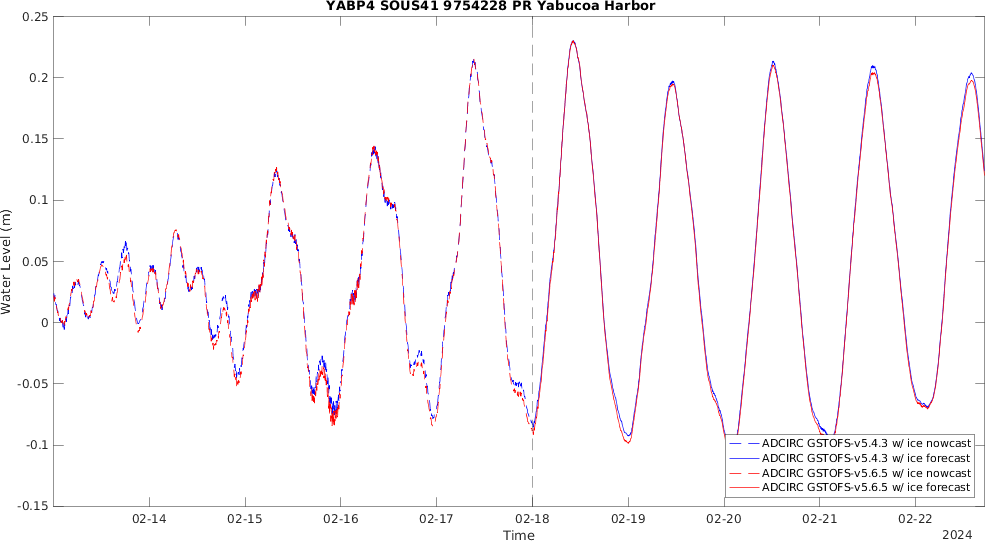 YABP4 SOUS41 9754228 PR Yabucoa Harbor
0.25
0.2
0.15
0.1
0.05
0
-0.05
-0.1
-0.15
Water Level (m)
ADCIRC GSTOFS-v5.4.3 w/ ice nowcast
ADCIRC GSTOFS-v5.4.3 w/ ice forecast
ADCIRC GSTOFS-v5.6.5 w/ ice nowcast
ADCIRC GSTOFS-v5.6.5 w/ ice forecast
02-14 02-15 02-16 02-17 02-18 02-19 02-20 02-21 02-22
Time
2024